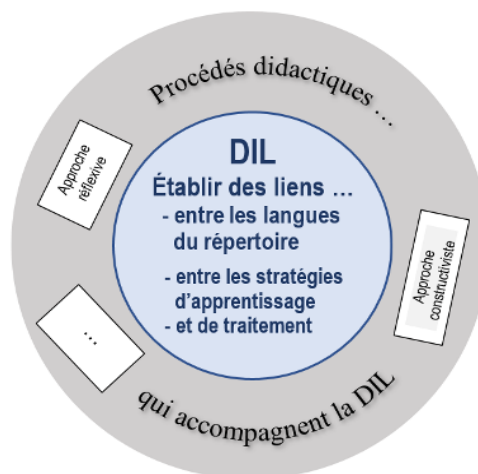 Procédés didactiques …
Approche
réflexive
DIL
Établir des liens …
- entre les langues
du répertoire
- entre les stratégies
d'apprentissage
- et de traitement
Approche
constructiviste
…
qui accompagnent la DIL